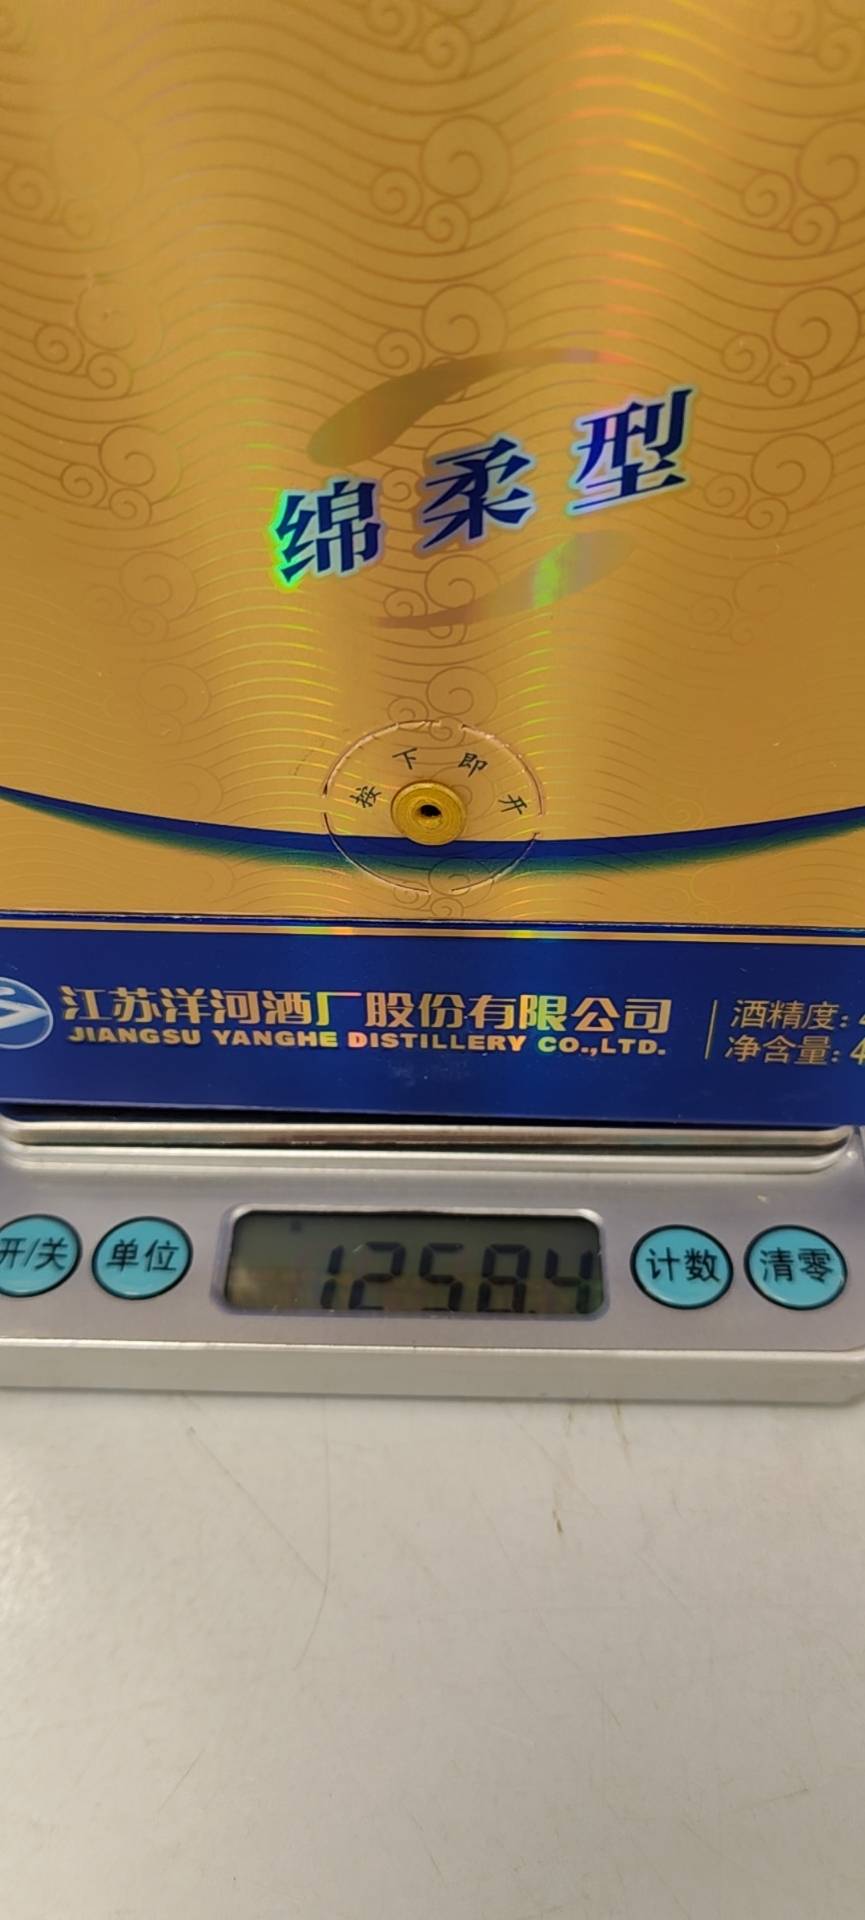 绵柔型
按下即开
江苏洋河酒厂股份有限公司
JIANGSU YANGHE DISTILLERY CO.,LTD.
酒精度:
净含量: 4
开/关
单位
1258.4
计数
清零